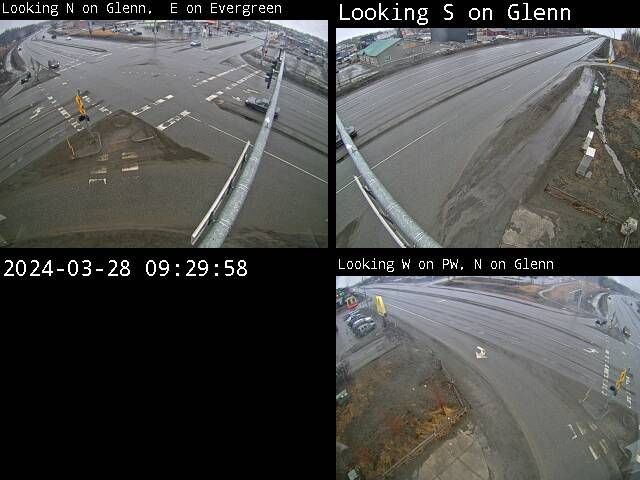 Looking N on Glenn,  E on Evergreen
Looking S on Glenn
2024-03-28 09:29:58
Looking W on PW, N on Glenn